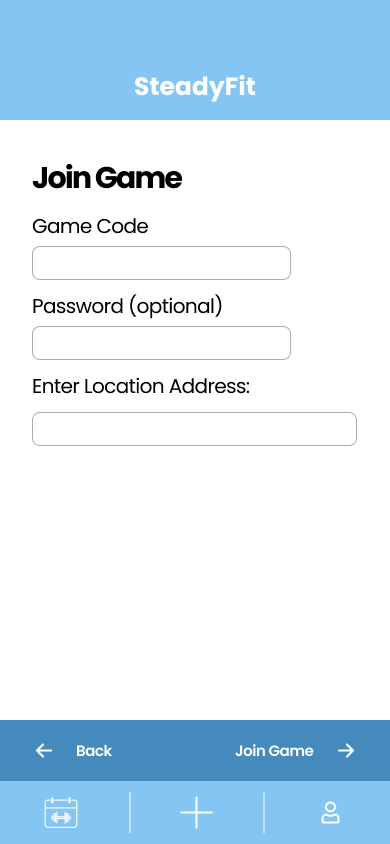 SteadyFit
Join Game
Game Code
Password (optional)
Enter Location Address:
Back
Join Game